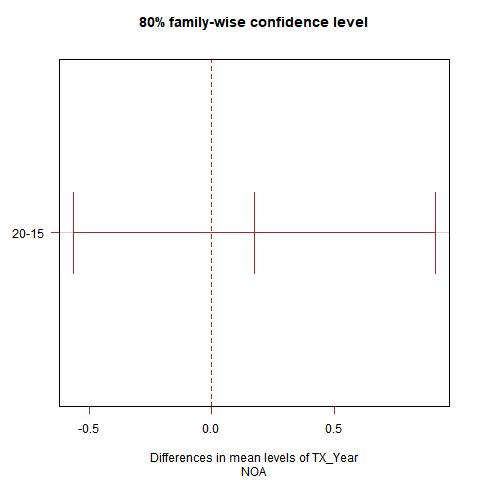 80% family-wise confidence level
20-15
-0.5
0.0
0.5
Differences in mean levels of TX_Year
NOA